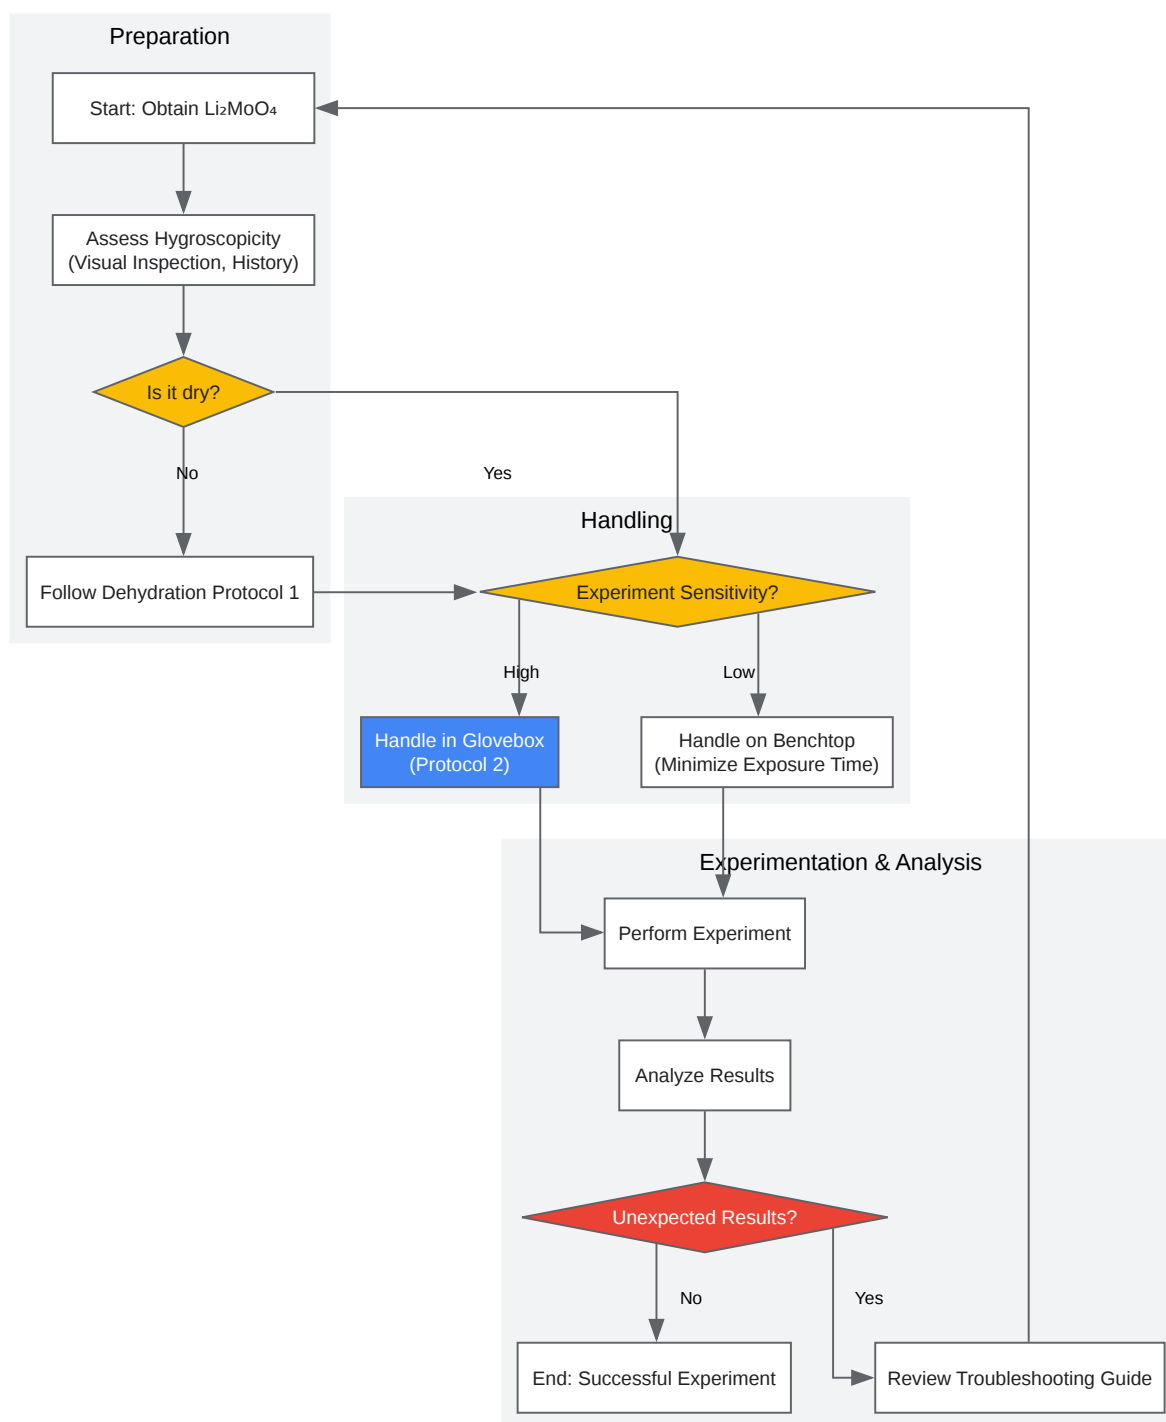 Preparation
Start: Obtain Li₂MoO₄
Assess Hygroscopicity
(Visual Inspection, History)
Is it dry?
No
Yes
Follow Dehydration Protocol 1
Handling
Experiment Sensitivity?
High
Low
Handle in Glovebox
(Protocol 2)
Handle on Benchtop
(Minimize Exposure Time)
Experimentation & Analysis
Perform Experiment
Analyze Results
Unexpected Results?
No
Yes
End: Successful Experiment
Review Troubleshooting Guide